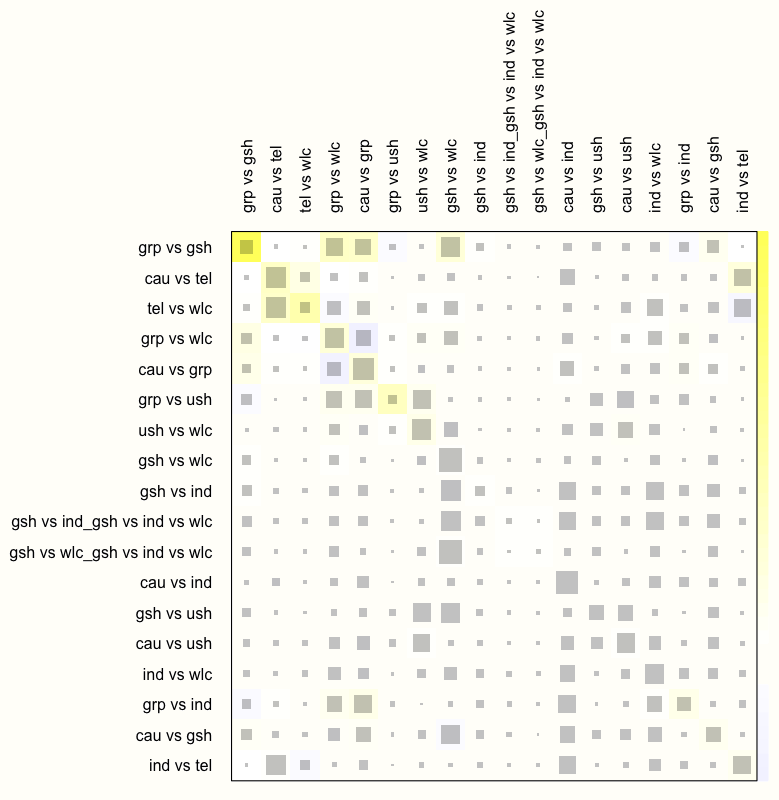 grp vs gsh
cau vs tel
tel vs wlc
grp vs wlc
cau vs grp
grp vs ush
ush vs wlc
gsh vs wlc
gsh vs ind
gsh vs ind_gsh vs ind vs wlc
gsh vs wlc_gsh vs ind vs wlc
cau vs ind
gsh vs ush
cau vs ush
ind vs wlc
grp vs ind
cau vs gsh
ind vs tel
grp vs gsh
cau vs tel
tel vs wlc
grp vs wlc
cau vs grp
grp vs ush
ush vs wlc
gsh vs wlc
gsh vs ind
gsh vs ind_gsh vs ind vs wlc
gsh vs wlc_gsh vs ind vs wlc
cau vs ind
gsh vs ush
cau vs ush
ind vs wlc
grp vs ind
cau vs gsh
ind vs tel